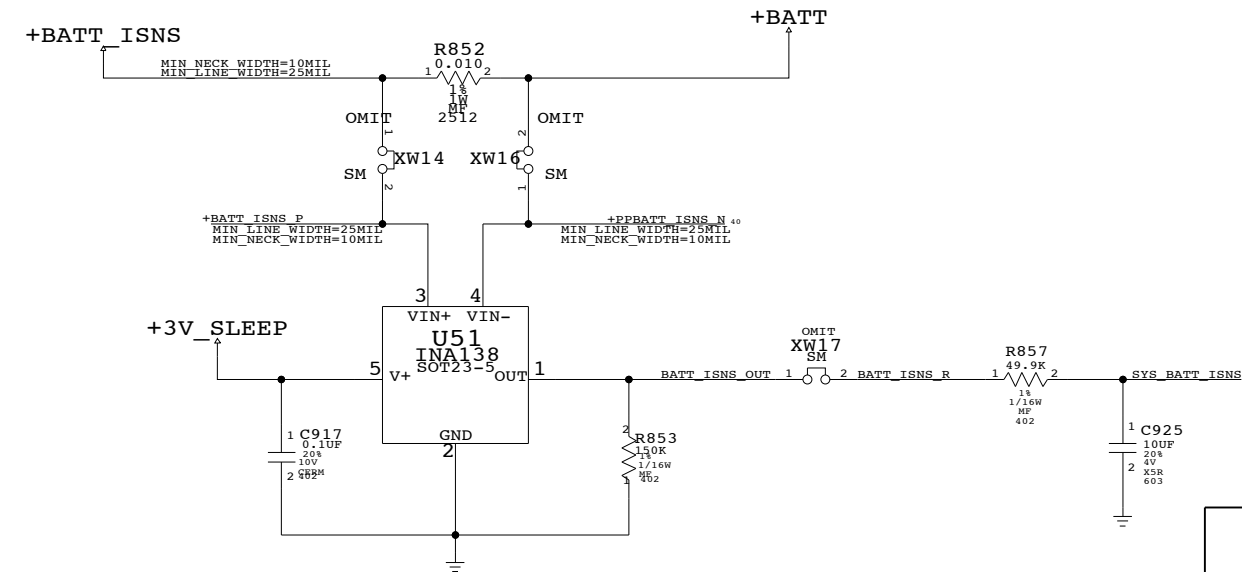 +BATT_ISNS
+BATT
MIN_NECK_WIDTH=10MIL
MIN_LINE_WIDTH=25MIL
R852
0.010
1 2
1%
1W
MF
2512
OMIT
1
XW14
SM
2
OMIT
2
XW16
SM
1
+BATT_ISNS_P
MIN_LINE_WIDTH=25MIL
MIN_NECK_WIDTH=10MIL
+PPBATT_ISNS_N 40
MIN_LINE_WIDTH=25MIL
MIN_NECK_WIDTH=10MIL
3 4
VIN+ VIN-
U51
INA138
SOT23-5
+3V_SLEEP
5 V+
OUT 1
GND
2
BATT_ISNS_OUT
OMIT
XW17
SM
1 2
BATT_ISNS_R
R857
49.9K
1 2
1%
1/16W
MF
402
SYS_BATT_ISNS
1 C917
0.1UF
20%
10V
CERM
2 402
2
R853
150K
1%
1/16W
MF
1 402
1 C925
10UF
20%
4V
2 X5R
603